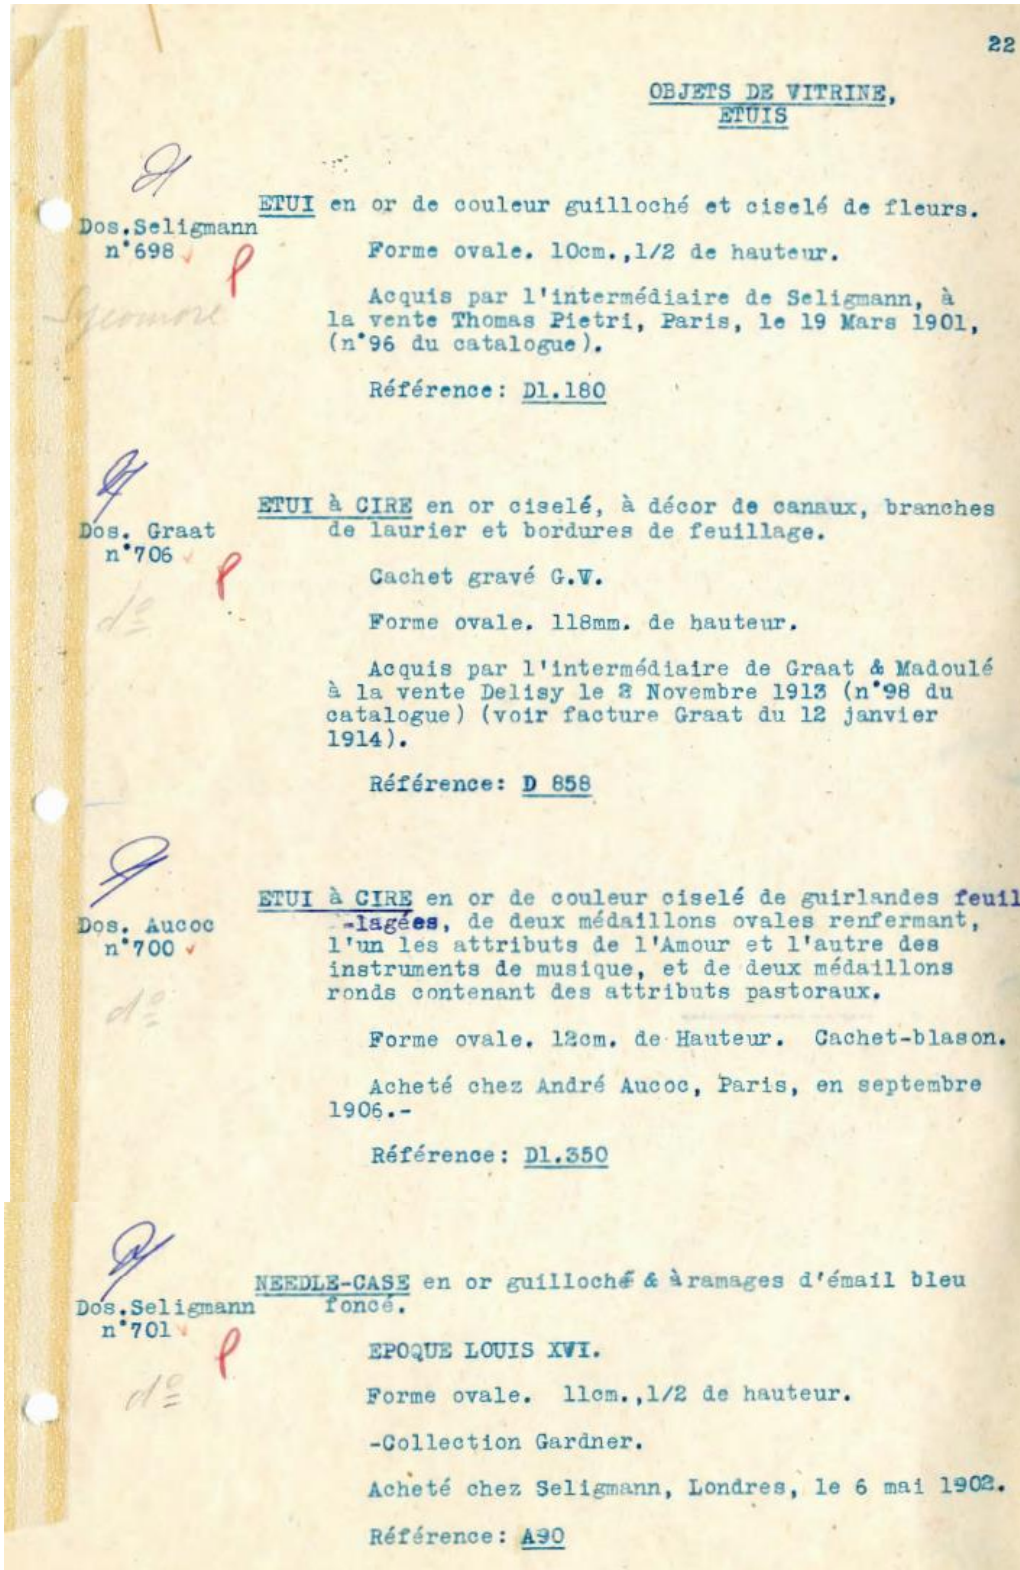 22
OBJETS DE VITRINE,
ETUIS
Dos.Seligmann
n°698
Sycomore
ETUI en or de couleur guilloché et ciselé de fleurs.
Forme ovale. 10cm.,1/2 de hauteur.
Acquis par l'intermédiaire de Seligmann, à
la vente Thomas Pietri, Paris, le 19 Mars 1901,
(n°96 du catalogue).
Référence: D1.180
Dos. Graat
n°706
do
ETUI à CIRE en or ciselé, à décor de canaux, branches
de laurier et bordures de feuillage.
Cachet gravé G.V.
Forme ovale. 118mm. de hauteur.
Acquis par l'intermédiaire de Graat & Madoulé
à la vente Delisy le 2 Novembre 1913 (n°98 du
catalogue) (voir facture Graat du 12 janvier
1914).
Référence: D 858
Dos. Aucoc
n°700
do
ETUI à CIRE en or de couleur ciselé de guirlandes feuil
-lagées, de deux médaillons ovales renfermant,
l'un les attributs de l'Amour et l'autre des
instruments de musique, et de deux médaillons
ronds contenant des attributs pastoraux.
Forme ovale. 12cm. de Hauteur. Cachet-blason.
Acheté chez André Aucoc, Paris, en septembre
1906.-
Référence: D1.350
Dos.Seligmann
n°701
do
NEEDLE-CASE en or guilloché & àramages d'émail bleu
foncé.
EPOQUE LOUIS XVI.
Forme ovale. 11cm.,1/2 de hauteur.
-Collection Gardner.
Acheté chez Seligmann, Londres, le 6 mai 1902.
Référence: A90